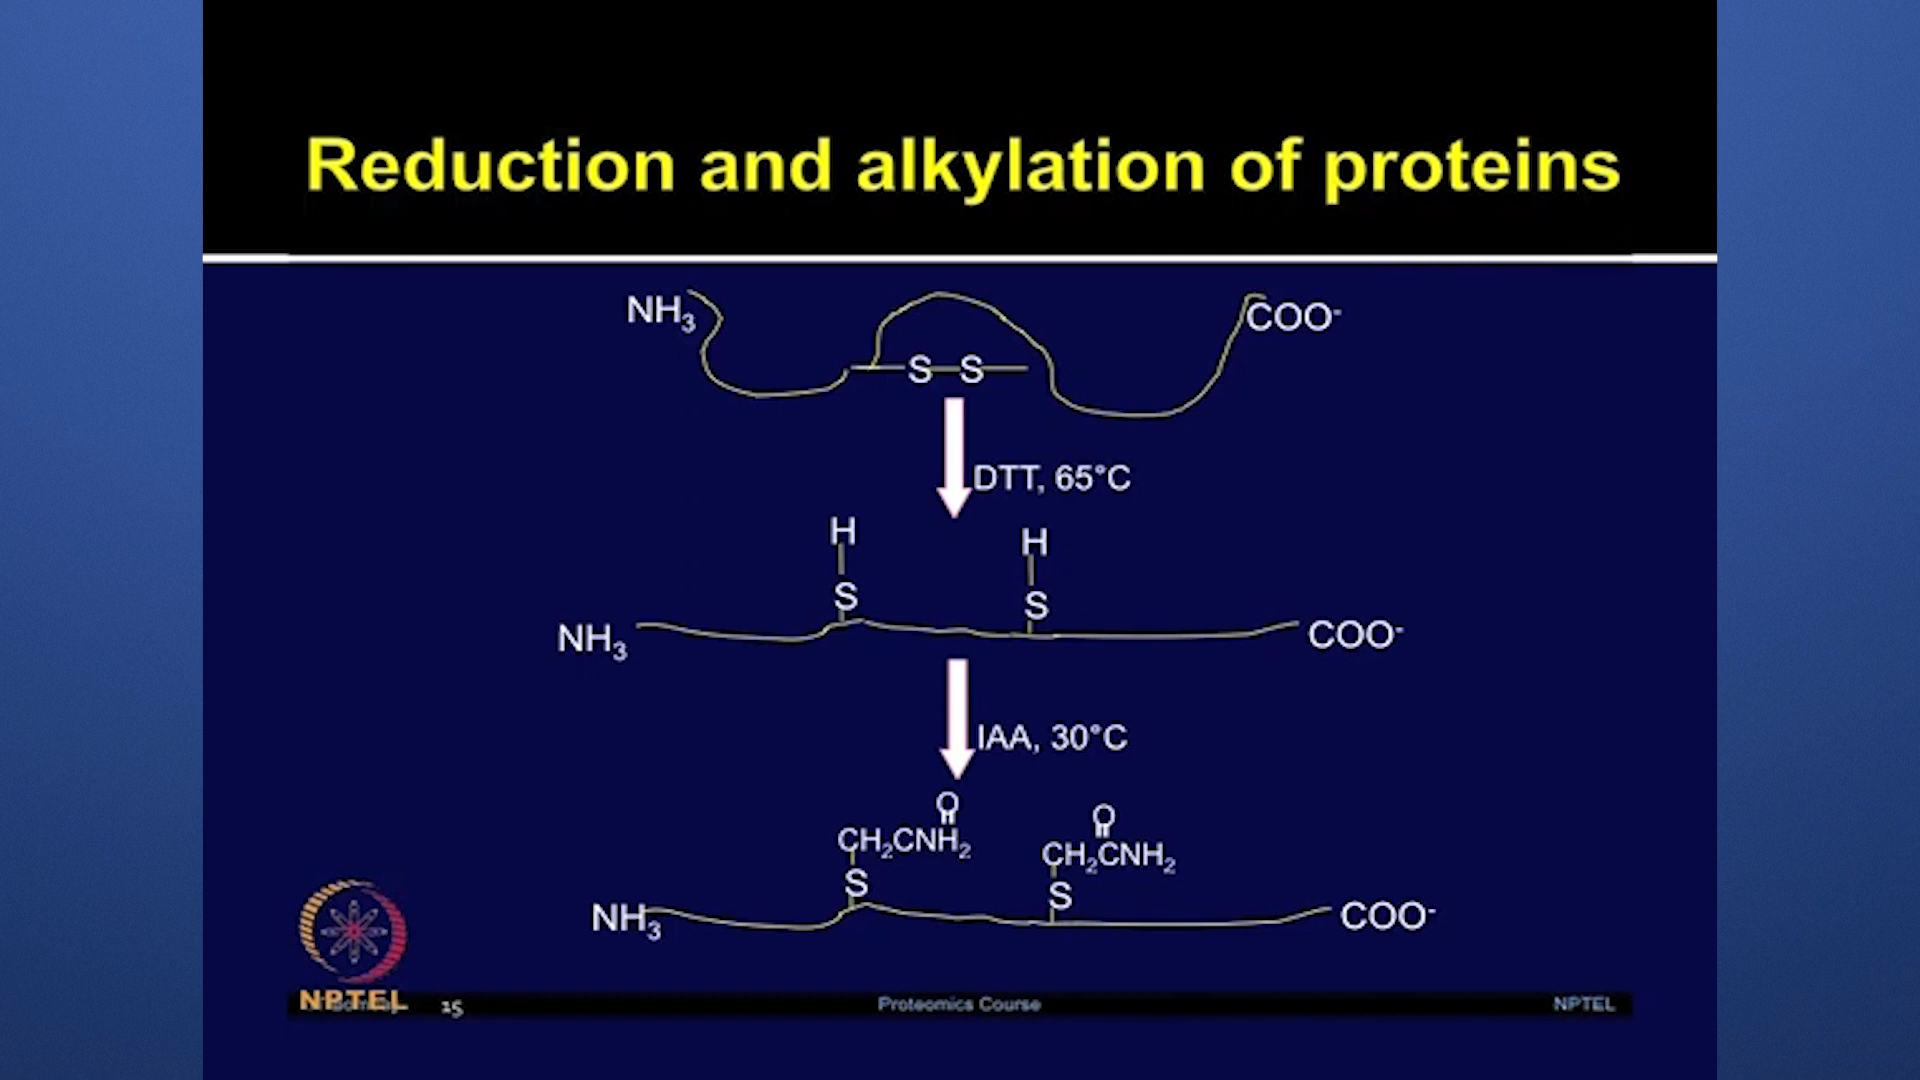 Reduction and alkylation of proteins
NH3 COO-
S S
DTT, 65°C
H H
S S
NH3 COO-
IAA, 30°C
O O
CH2CNH2 CH2CNH2
S S
NH3 COO-
NPTEL 15 Proteomics Course NPTEL